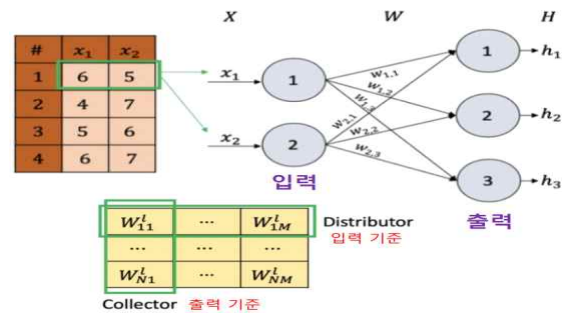 X W H
# x₁ x₂
1 6 5
2 4 7
3 5 6
4 6 7
x₁ 1 1 h₁
x₂ 2 2 h₂
3 h₃
w₁,₁
w₁,₂
w₁,₃
w₂,₁
w₂,₂
w₂,₃
입력 출력
W₁₁ˡ ... W₁Mˡ Distributor
입력 기준
... ... ...
W_N1ˡ ... W_NMˡ
Collector 출력 기준